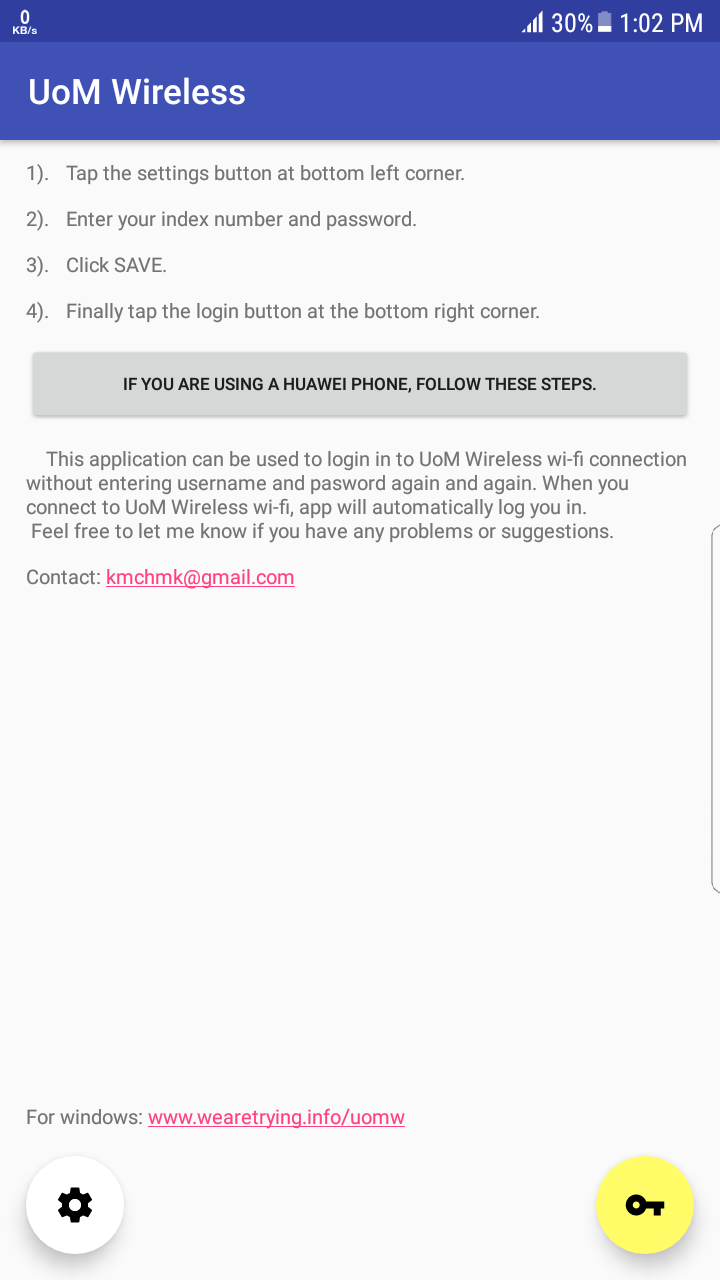 0
KB/s
30%
1:02 PM
UoM Wireless
1). Tap the settings button at bottom left corner.
2). Enter your index number and password.
3). Click SAVE.
4). Finally tap the login button at the bottom right corner.
IF YOU ARE USING A HUAWEI PHONE, FOLLOW THESE STEPS.
This application can be used to login in to UoM Wireless wi-fi connection
without entering username and pasword again and again. When you
connect to UoM Wireless wi-fi, app will automatically log you in.
Feel free to let me know if you have any problems or suggestions.
Contact: kmchmk@gmail.com
For windows: www.wearetrying.info/uomw